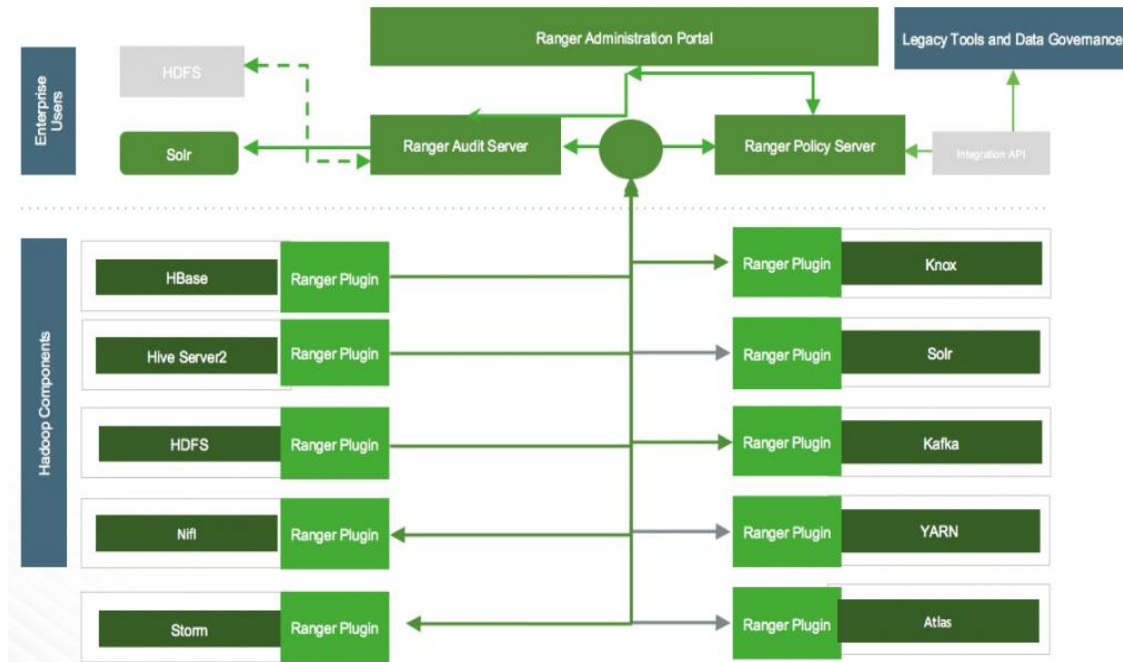 Ranger Administration Portal
Legacy Tools and Data Governance
Enterprise
Users
HDFS
Solr
Ranger Audit Server
Ranger Policy Server
Integration API
Hadoop Components
HBase
Ranger Plugin
Ranger Plugin
Knox
Hive Server2
Ranger Plugin
Ranger Plugin
Solr
HDFS
Ranger Plugin
Ranger Plugin
Kafka
Nifl
Ranger Plugin
Ranger Plugin
YARN
Storm
Ranger Plugin
Ranger Plugin
Atlas